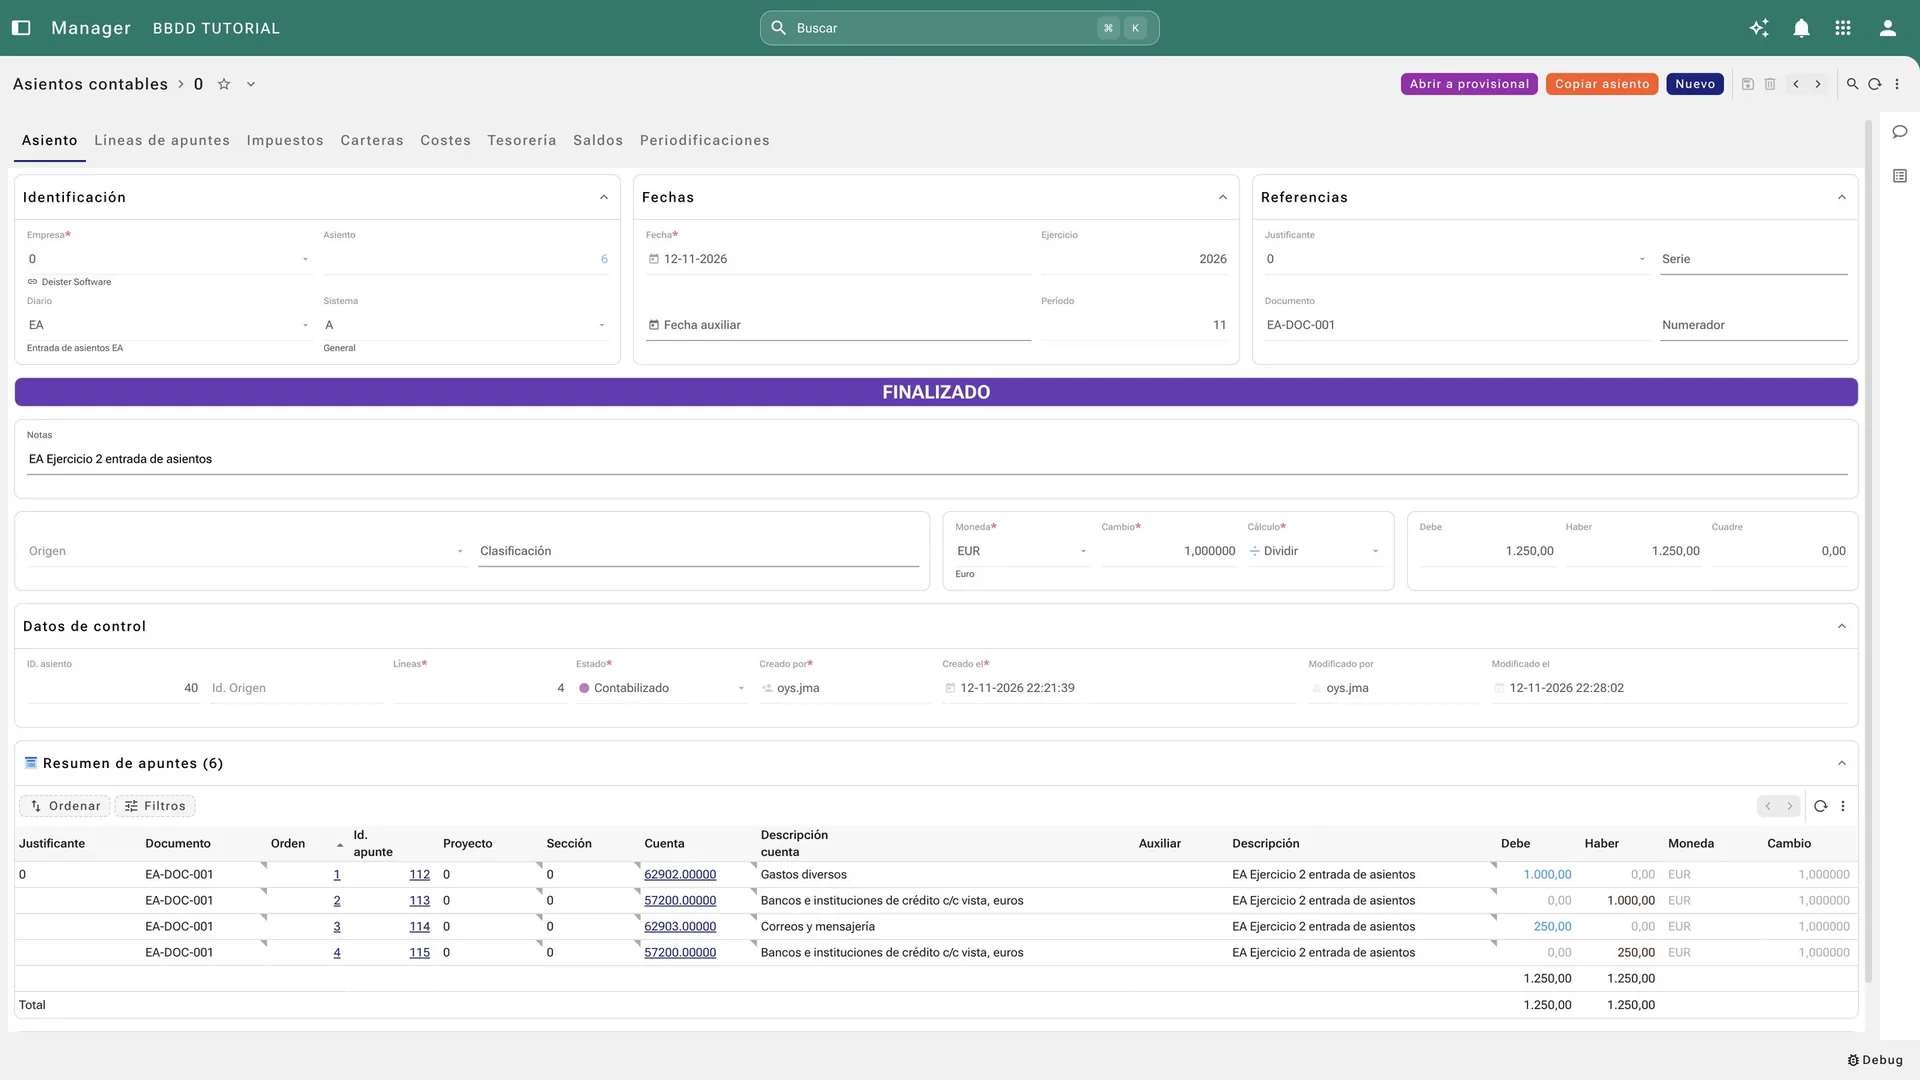 Manager BBDD TUTORIAL Buscar ⌘ K
Asientos contables > 0
Abrir a provisional Copiar asiento Nuevo
Asiento Líneas de apuntes Impuestos Carteras Costes Tesorería Saldos Periodificaciones
Identificación Fechas Referencias
Empresa* Asiento Fecha* Ejercicio Justificante
0 6 12-11-2026 2026 0 Serie
Deister Software
Diario Sistema Período Documento
EA A Fecha auxiliar 11 EA-DOC-001 Numerador
Entrada de asientos EA General
FINALIZADO
Notas
EA Ejercicio 2 entrada de asientos
Moneda* Cambio* Cálculo* Debe Haber Cuadre
Origen Clasificación EUR 1,000000 Dividir 1.250,00 1.250,00 0,00
Euro
Datos de control
ID. asiento Líneas* Estado* Creado por* Creado el* Modificado por Modificado el
40 Id. Origen 4 Contabilizado oys.jma 12-11-2026 22:21:39 oys.jma 12-11-2026 22:28:02
Resumen de apuntes (6)
Ordenar Filtros
Justificante Documento Orden Id. apunte Proyecto Sección Cuenta Descripción cuenta Auxiliar Descripción Debe Haber Moneda Cambio
0 EA-DOC-001 1 112 0 0 62902.00000 Gastos diversos EA Ejercicio 2 entrada de asientos 1.000,00 0,00 EUR 1,000000
EA-DOC-001 2 113 0 0 57200.00000 Bancos e instituciones de crédito c/c vista, euros EA Ejercicio 2 entrada de asientos 0,00 1.000,00 EUR 1,000000
EA-DOC-001 3 114 0 0 62903.00000 Correos y mensajería EA Ejercicio 2 entrada de asientos 250,00 0,00 EUR 1,000000
EA-DOC-001 4 115 0 0 57200.00000 Bancos e instituciones de crédito c/c vista, euros EA Ejercicio 2 entrada de asientos 0,00 250,00 EUR 1,000000
1.250,00 1.250,00
Total 1.250,00 1.250,00
Debug